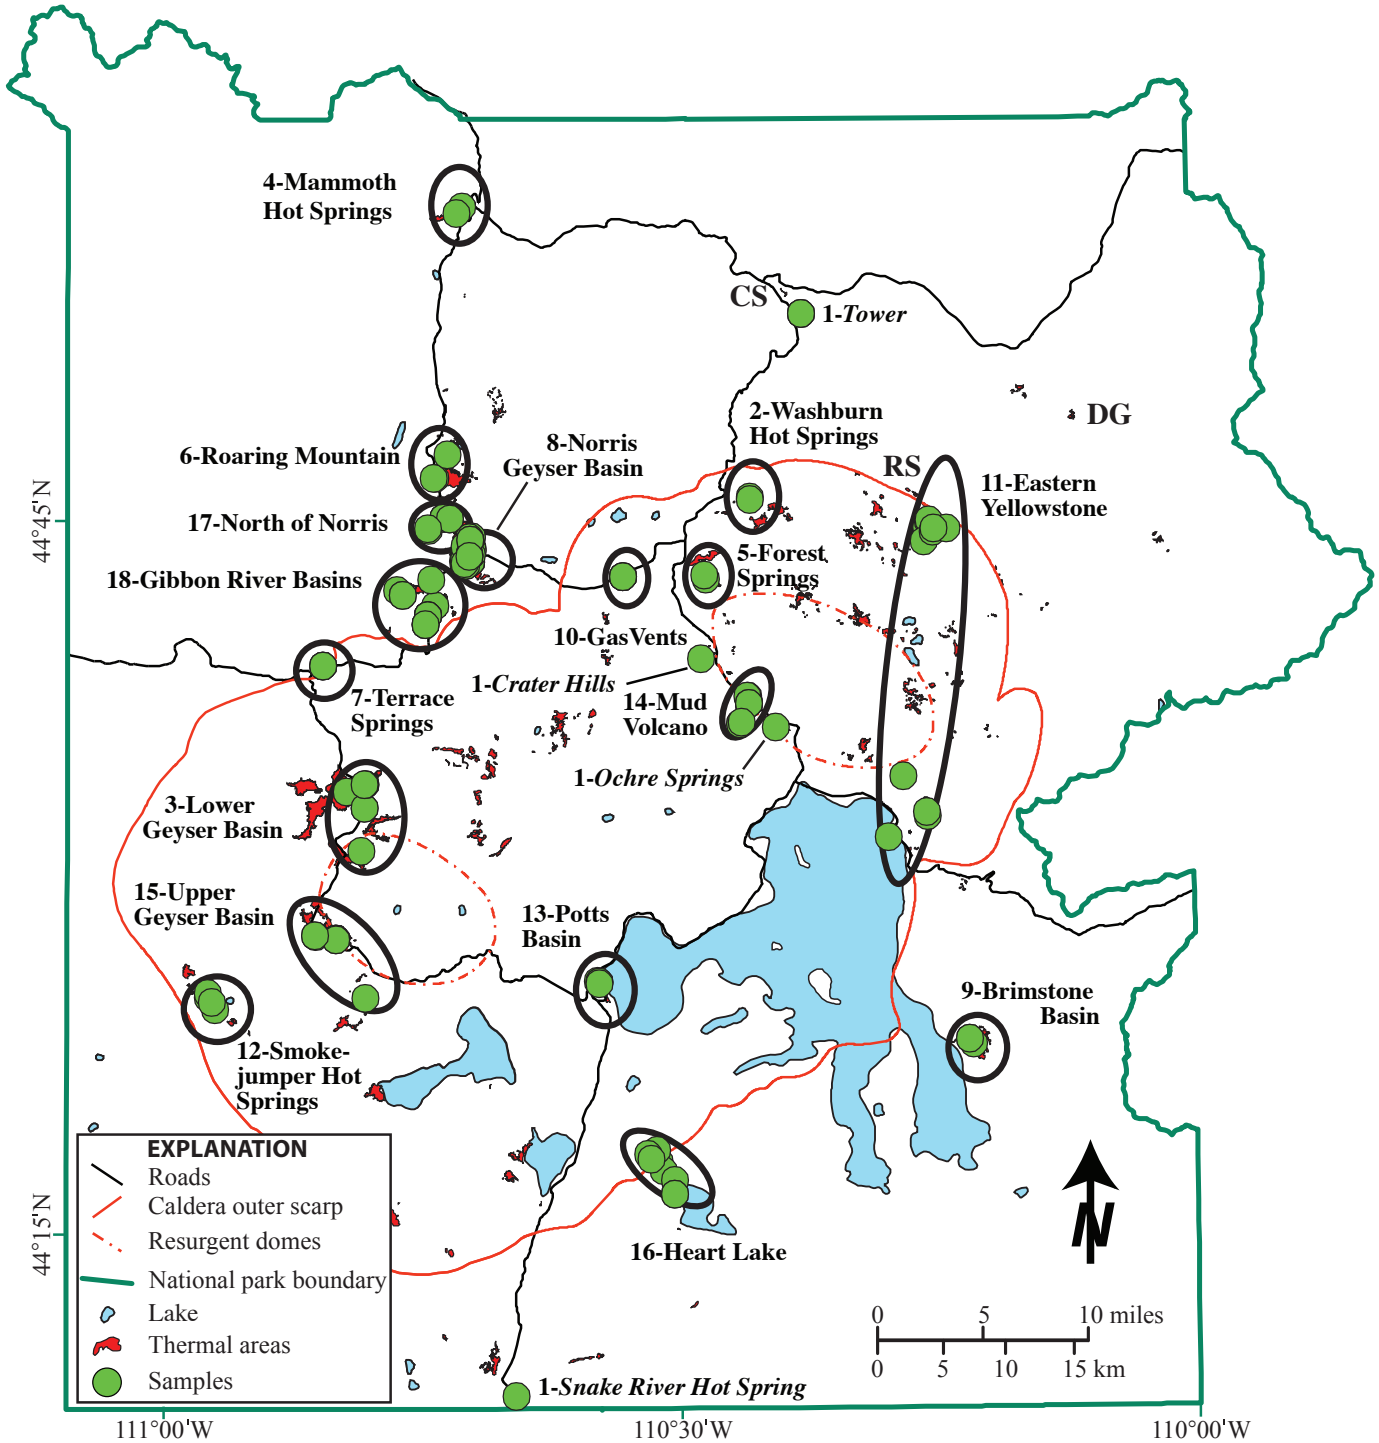 4-Mammoth
Hot Springs
CS
1-Tower
DG
2-Washburn
Hot Springs
8-Norris
Geyser Basin
6-Roaring Mountain
RS
11-Eastern
Yellowstone
17-North of Norris
44°45'N
5-Forest
Springs
18-Gibbon River Basins
10-GasVents
1-Crater Hills
7-Terrace
Springs
14-Mud
Volcano
1-Ochre Springs
3-Lower
Geyser Basin
15-Upper
Geyser Basin
13-Potts
Basin
9-Brimstone
Basin
12-Smoke-
jumper Hot
Springs
EXPLANATION
Roads
Caldera outer scarp
Resurgent domes
National park boundary
Lake
Thermal areas
Samples
44°15'N
16-Heart Lake
N
0 5 10 miles
0 5 10 15 km
1-Snake River Hot Spring
111°00'W 110°30'W 110°00'W